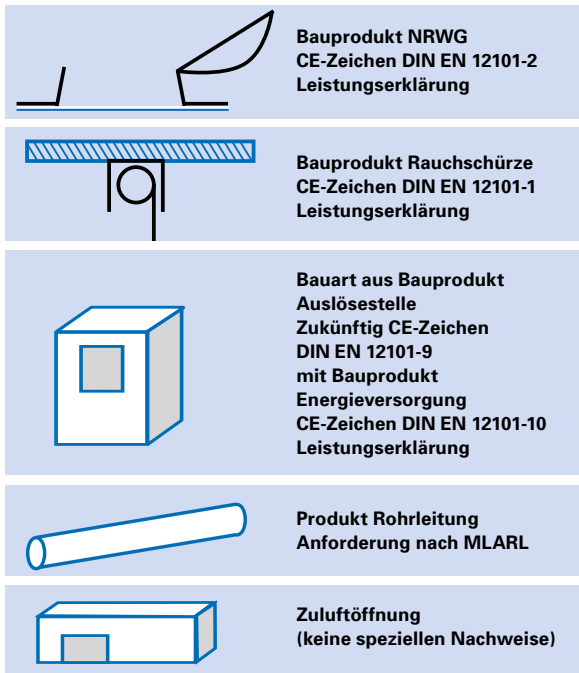 Bauprodukt NRWG
CE-Zeichen DIN EN 12101-2
Leistungserklärung
Bauprodukt Rauchschürze
CE-Zeichen DIN EN 12101-1
Leistungserklärung
Bauart aus Bauprodukt
Auslösestelle
Zukünftig CE-Zeichen
DIN EN 12101-9
mit Bauprodukt
Energieversorgung
CE-Zeichen DIN EN 12101-10
Leistungserklärung
Produkt Rohrleitung
Anforderung nach MLARL
Zuluftöffnung
(keine speziellen Nachweise)